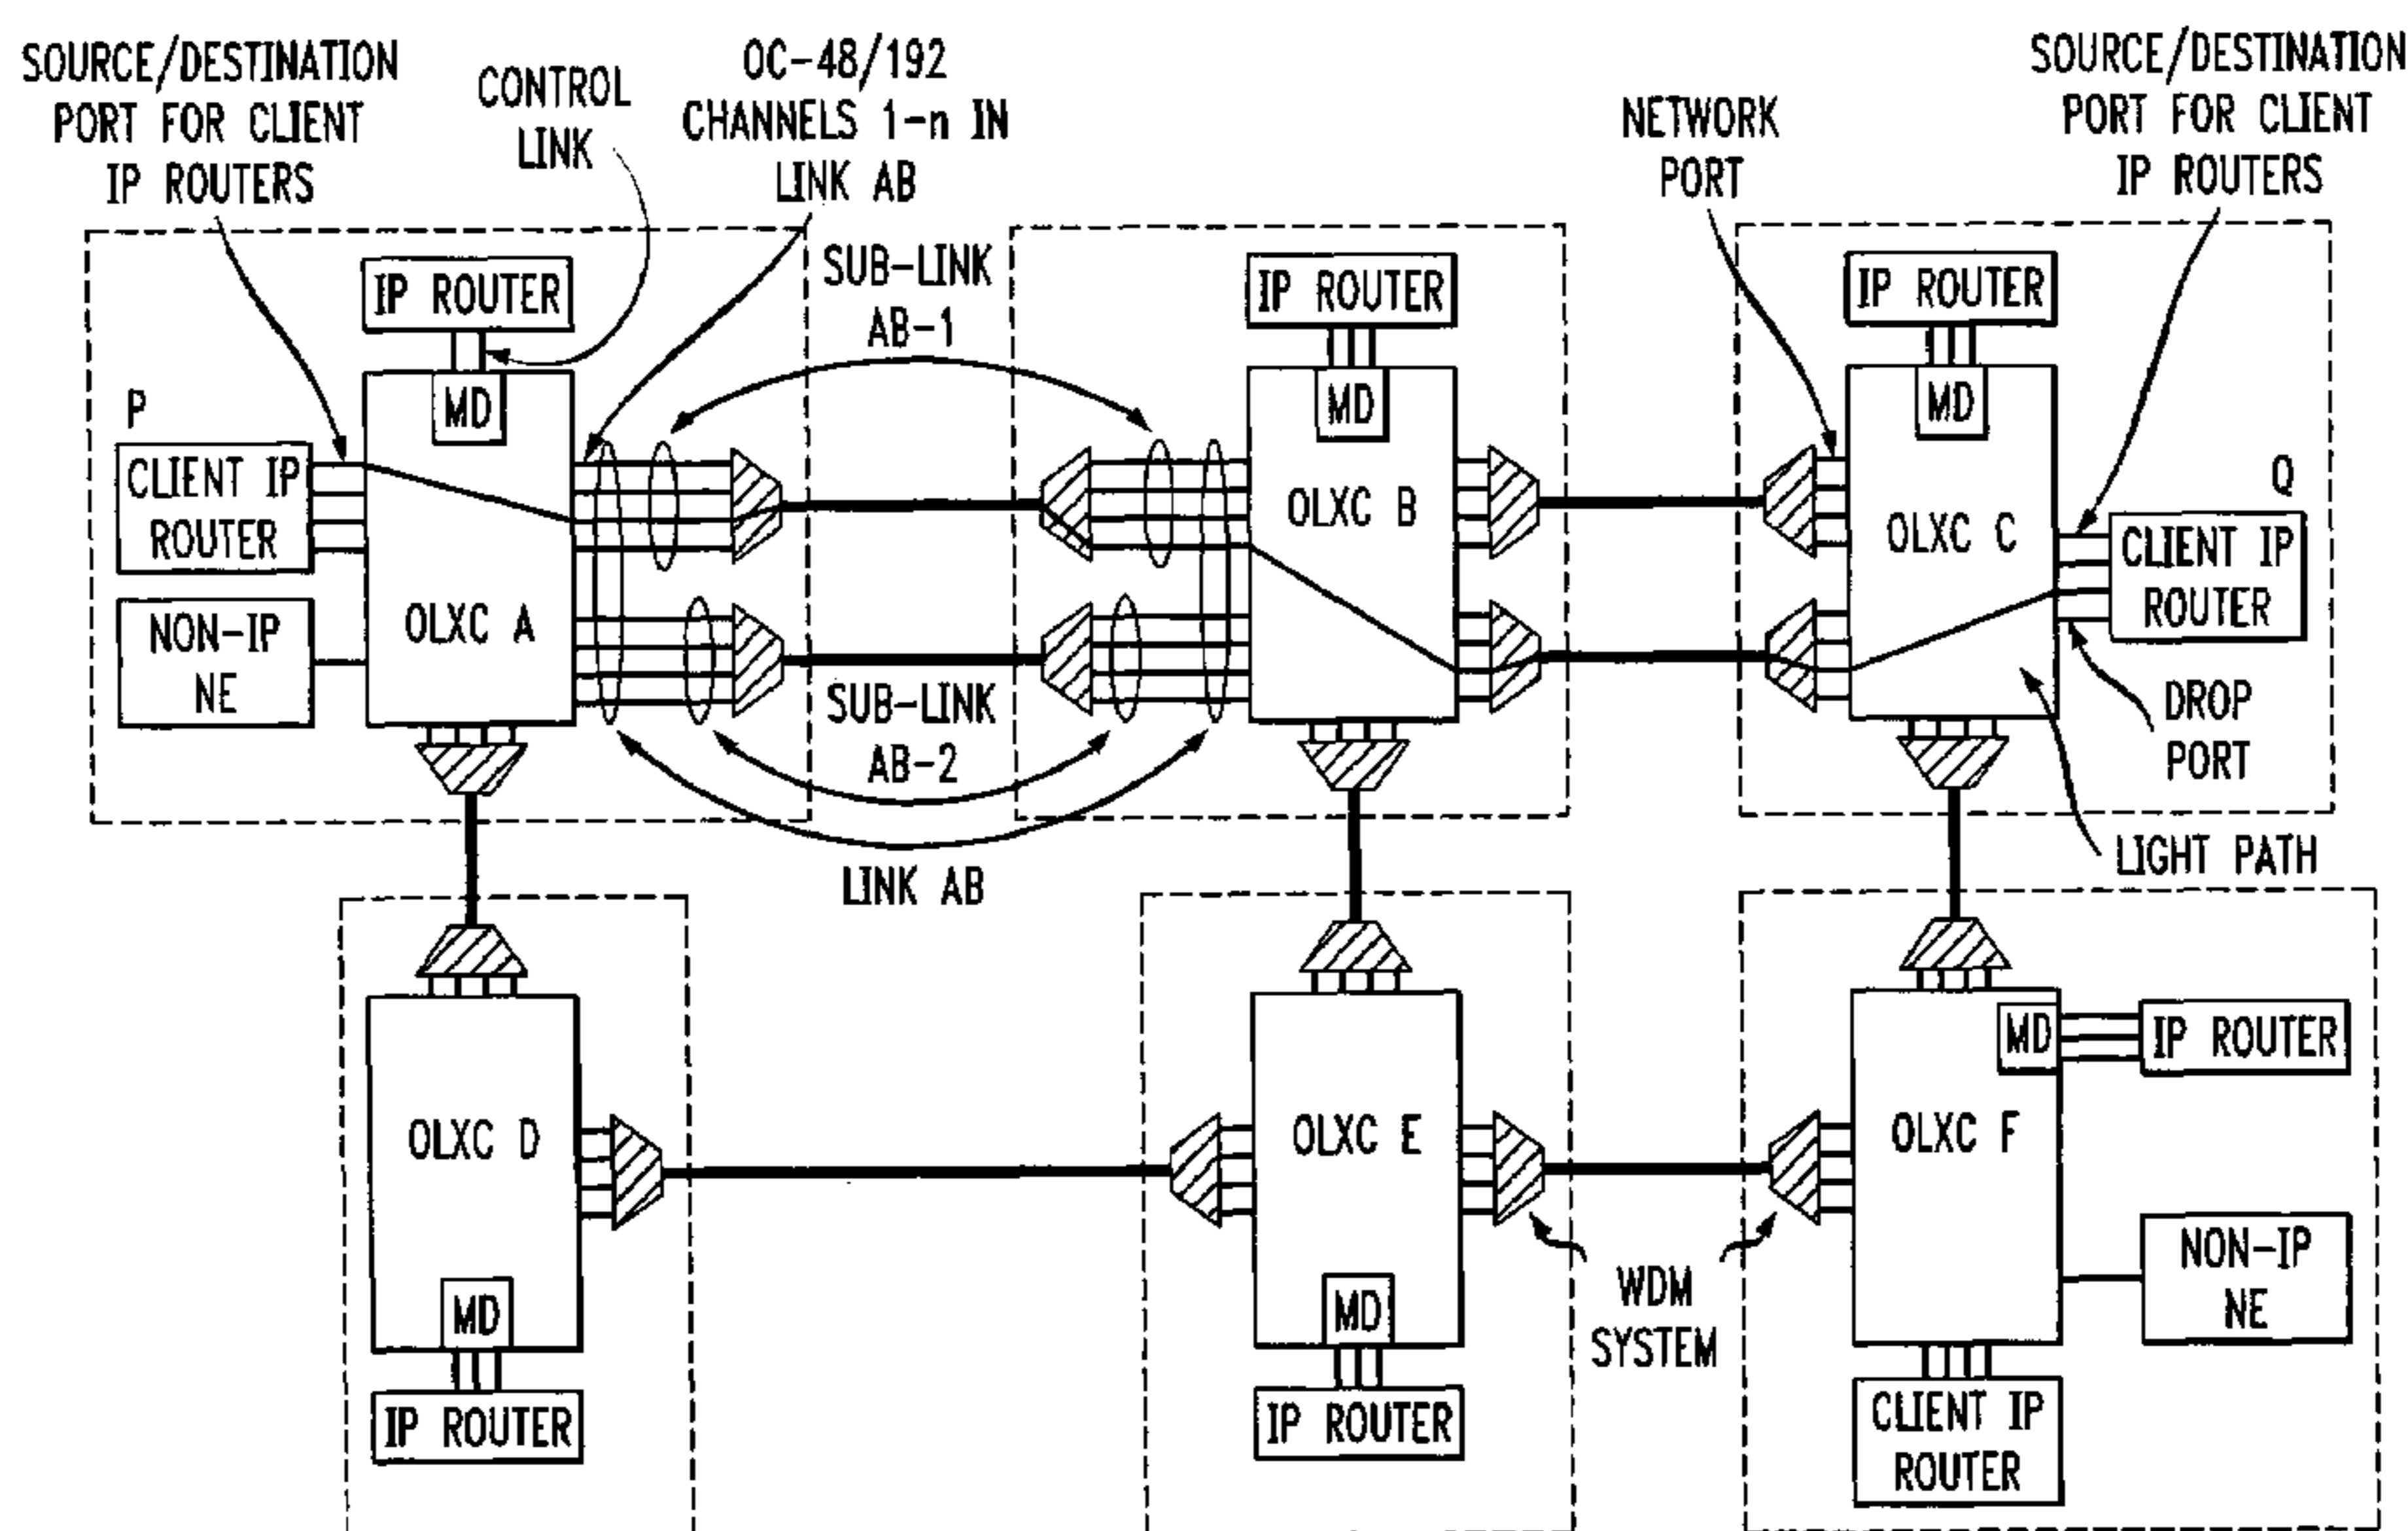 SOURCE/DESTINATION
PORT FOR CLIENT
IP ROUTERS
CONTROL
LINK
OC-48/192
CHANNELS 1-n IN
LINK AB
NETWORK
PORT
SOURCE/DESTINATION
PORT FOR CLIENT
IP ROUTERS
IP ROUTER
MD
P
CLIENT IP
ROUTER
NON-IP
NE
OLXC A
SUB-LINK
AB-1
SUB-LINK
AB-2
LINK AB
IP ROUTER
MD
OLXC B
IP ROUTER
MD
OLXC C
Q
CLIENT IP
ROUTER
DROP
PORT
LIGHT PATH
OLXC D
MD
IP ROUTER
OLXC E
MD
IP ROUTER
WDM
SYSTEM
OLXC F
MD
IP ROUTER
NON-IP
NE
CLIENT IP
ROUTER